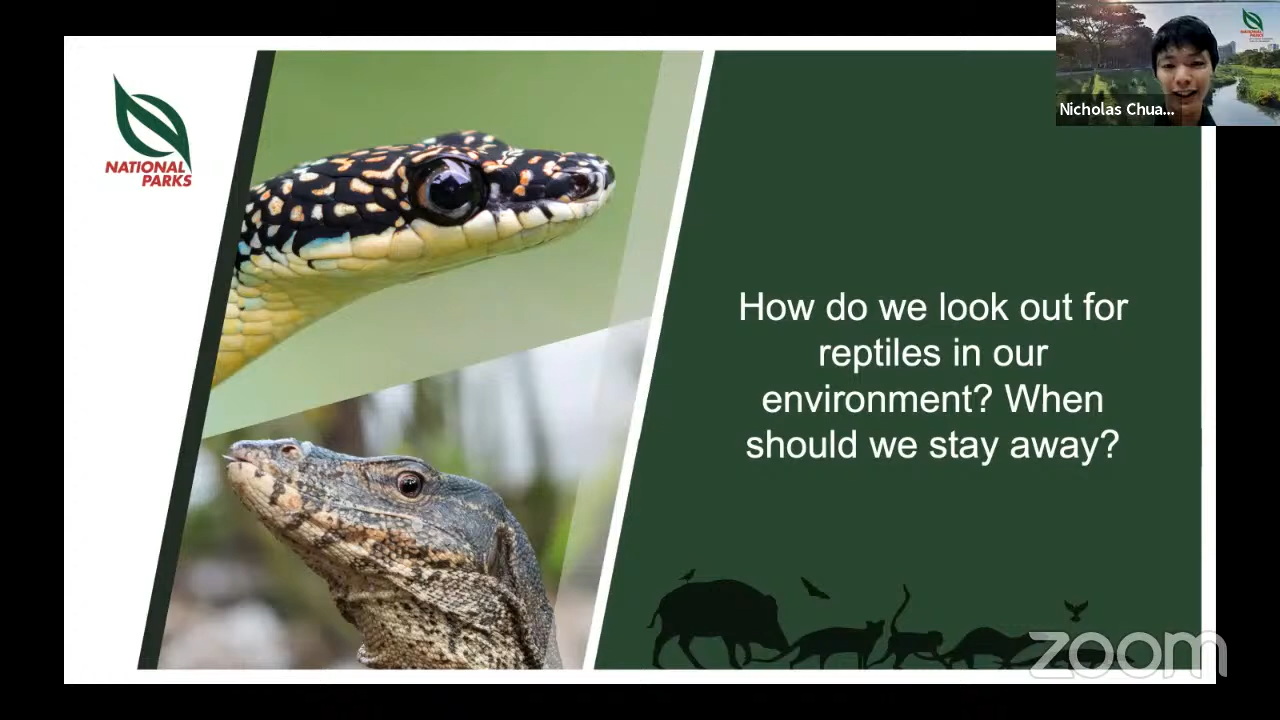 NATIONAL
PARKS
How do we look out for
reptiles in our
environment? When
should we stay away?
NATIONAL
PARKS
Nicholas Chua...
zoom